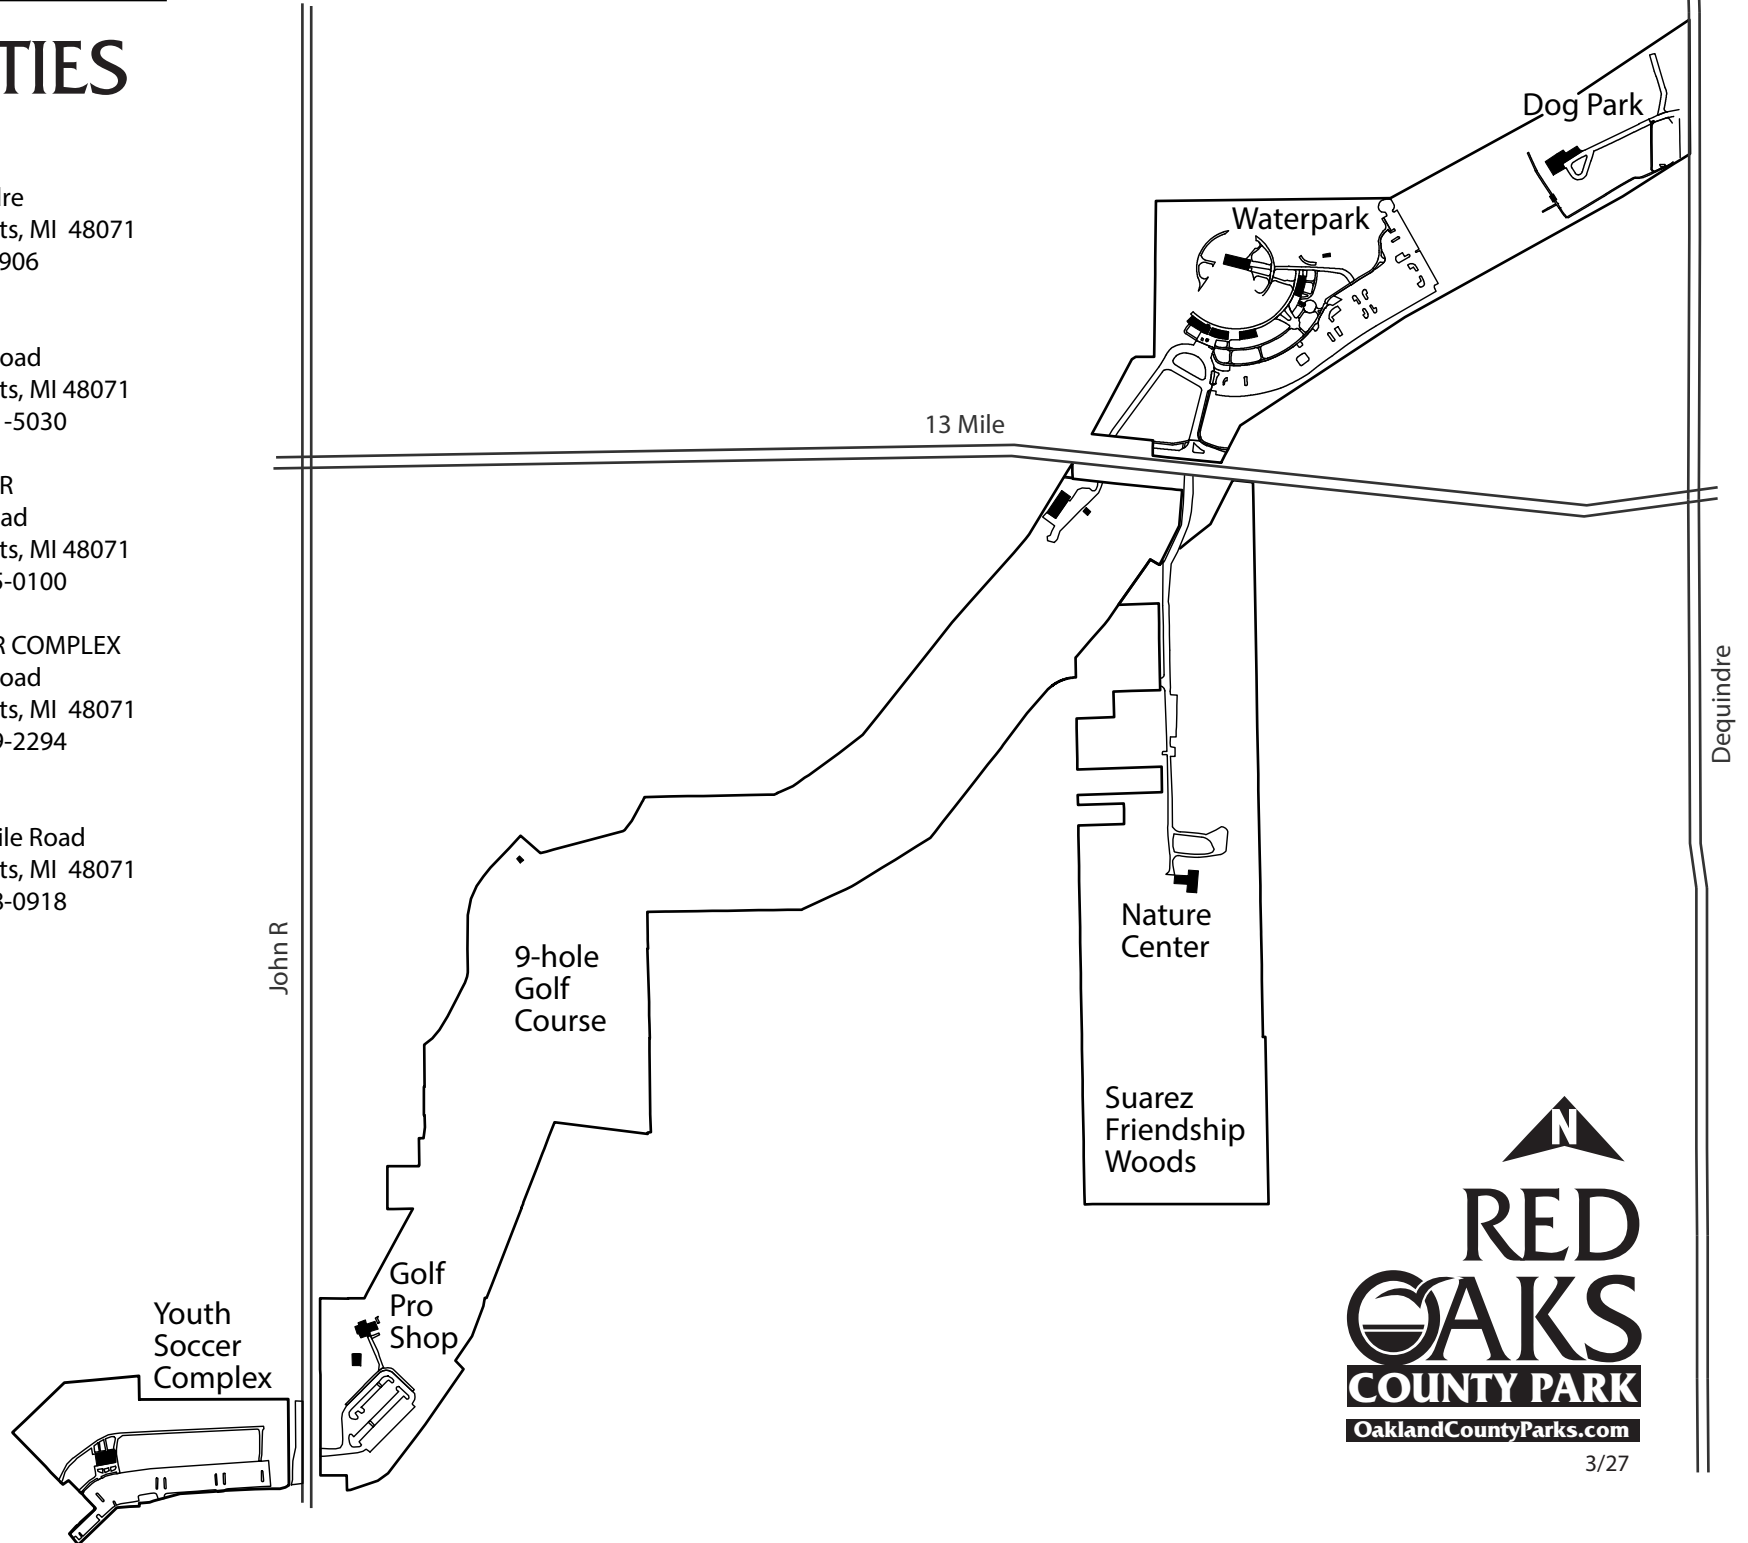 TIES
dre
ts, MI  48071
906
oad
ts, MI 48071
-5030
R
ad
ts, MI 48071
-0100
R COMPLEX
oad
ts, MI  48071
9-2294
ile Road
ts, MI  48071
-0918
Dog Park
Waterpark
13 Mile
Dequindre
John R
Nature
Center
9-hole
Golf
Course
Suarez
Friendship
Woods
Golf
Pro
Shop
Youth
Soccer
Complex
N
RED
OAKS
COUNTY PARK
OaklandCountyParks.com
3/27